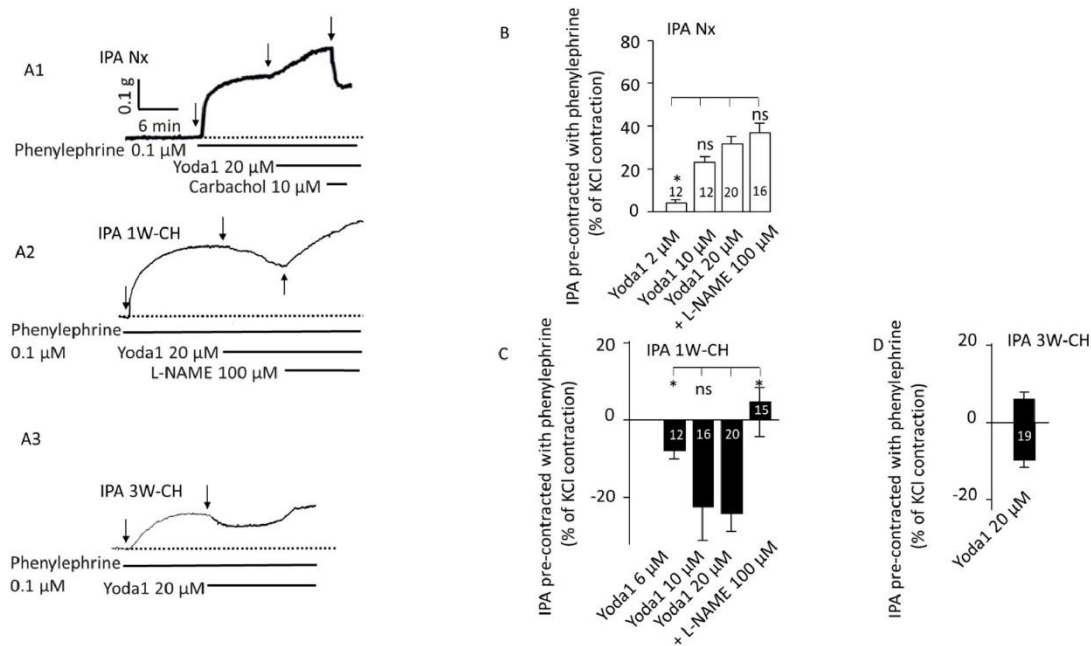 A1
IPA Nx
0.1 g
6 min
Phenylephrine 0.1 µM
Yoda1 20 µM
Carbachol 10 µM
A2
IPA 1W-CH
Phenylephrine
0.1 µM
Yoda1 20 µM
L-NAME 100 µM
A3
IPA 3W-CH
Phenylephrine
0.1 µM
Yoda1 20 µM
B
IPA Nx
IPA pre-contracted with phenylephrine
(% of KCl contraction)
80
60
40
20
0
*
ns
ns
12
12
20
16
Yoda1 2 µM
Yoda1 10 µM
Yoda1 20 µM
+ L-NAME 100 µM
C
IPA 1W-CH
IPA pre-contracted with phenylephrine
(% of KCl contraction)
20
0
-20
*
ns
*
12
16
20
15
Yoda1 6 µM
Yoda1 10 µM
Yoda1 20 µM
+ L-NAME 100 µM
D
IPA 3W-CH
IPA pre-contracted with phenylephrine
(% of KCl contraction)
20
0
-20
19
Yoda1 20 µM